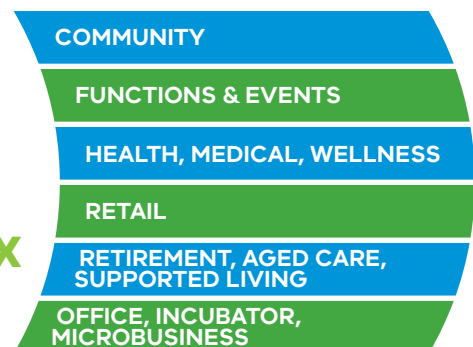 COMMUNITY
FUNCTIONS & EVENTS
HEALTH, MEDICAL, WELLNESS
RETAIL
x
RETIREMENT, AGED CARE,
SUPPORTED LIVING
OFFICE, INCUBATOR,
MICROBUSINESS